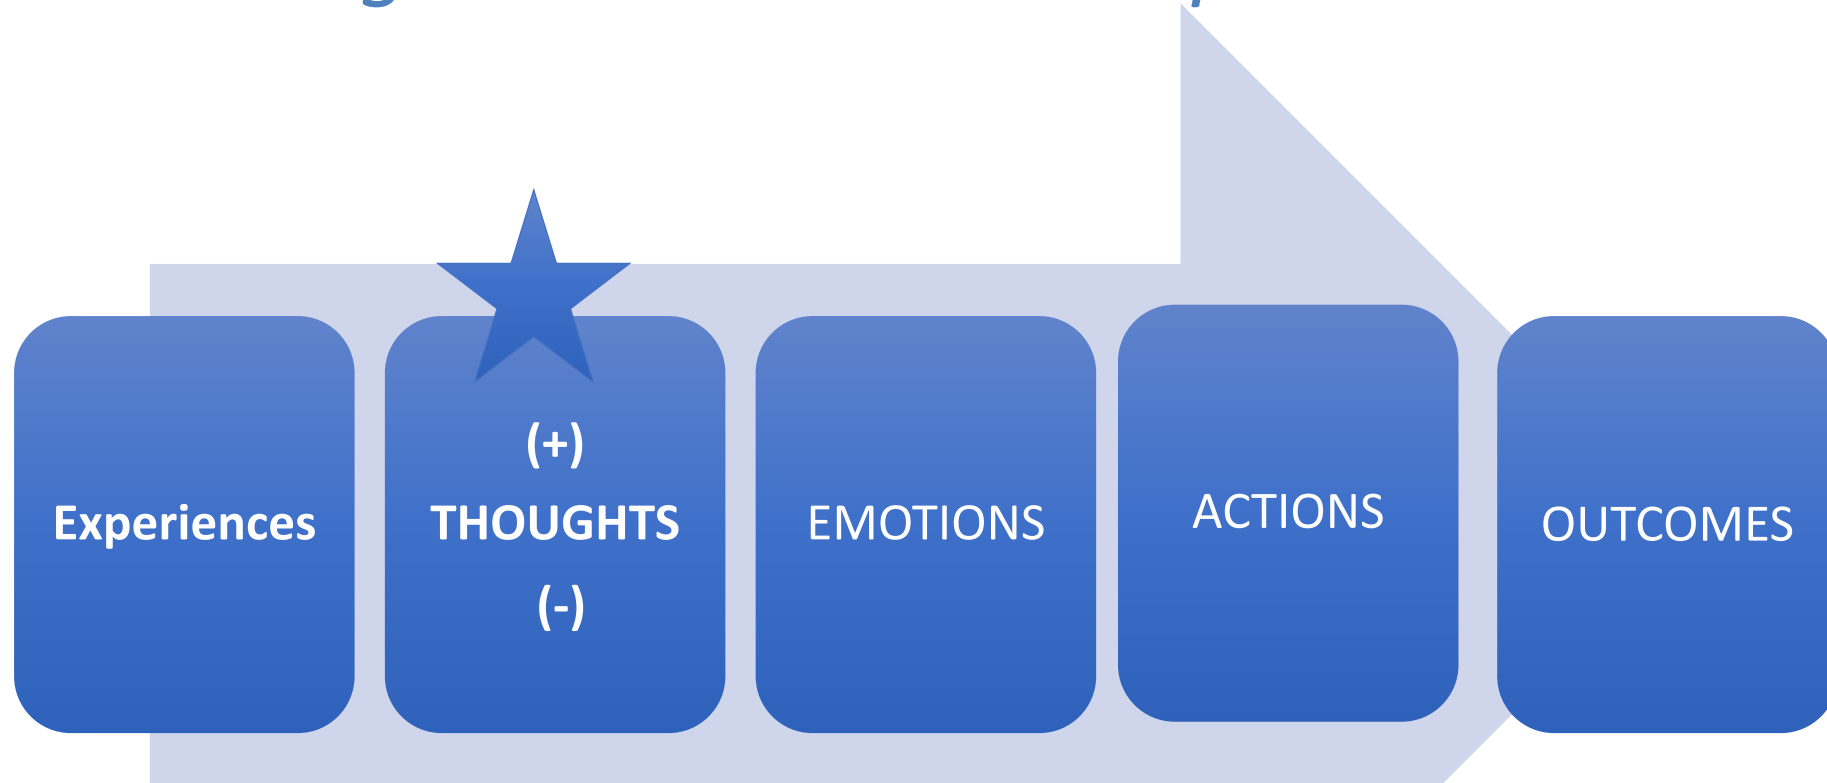 Experiences
(+)
THOUGHTS
(-)
EMOTIONS
ACTIONS
OUTCOMES